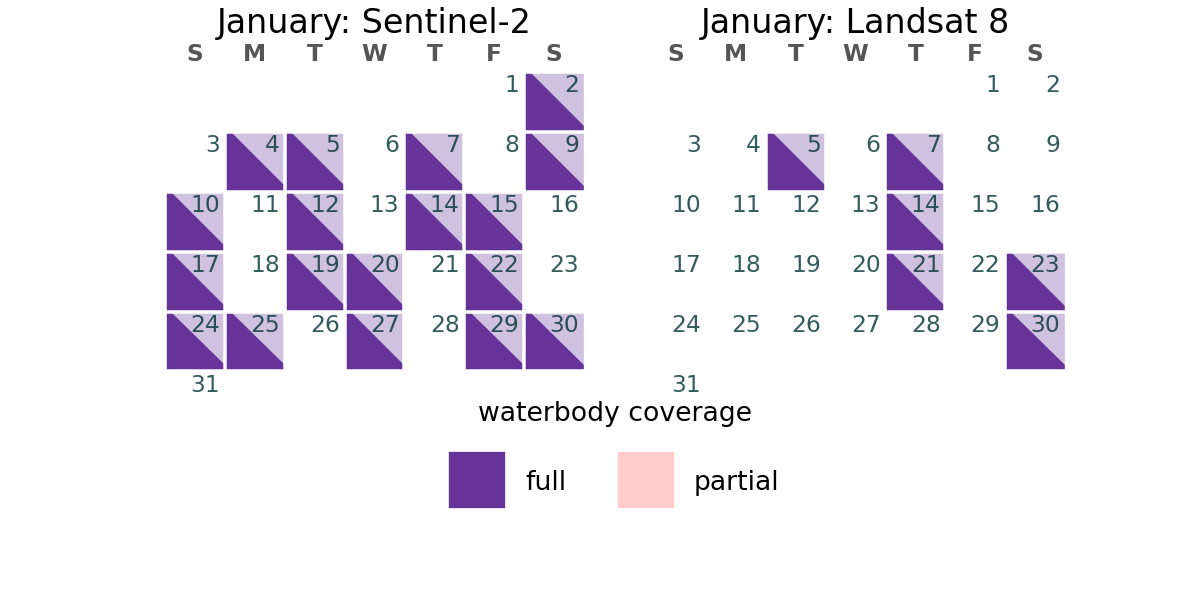 January: Sentinel-2
S M T W T F S
1 2
3 4 5 6 7 8 9
10 11 12 13 14 15 16
17 18 19 20 21 22 23
24 25 26 27 28 29 30
31
January: Landsat 8
S M T W T F S
1 2
3 4 5 6 7 8 9
10 11 12 13 14 15 16
17 18 19 20 21 22 23
24 25 26 27 28 29 30
31
waterbody coverage
full partial